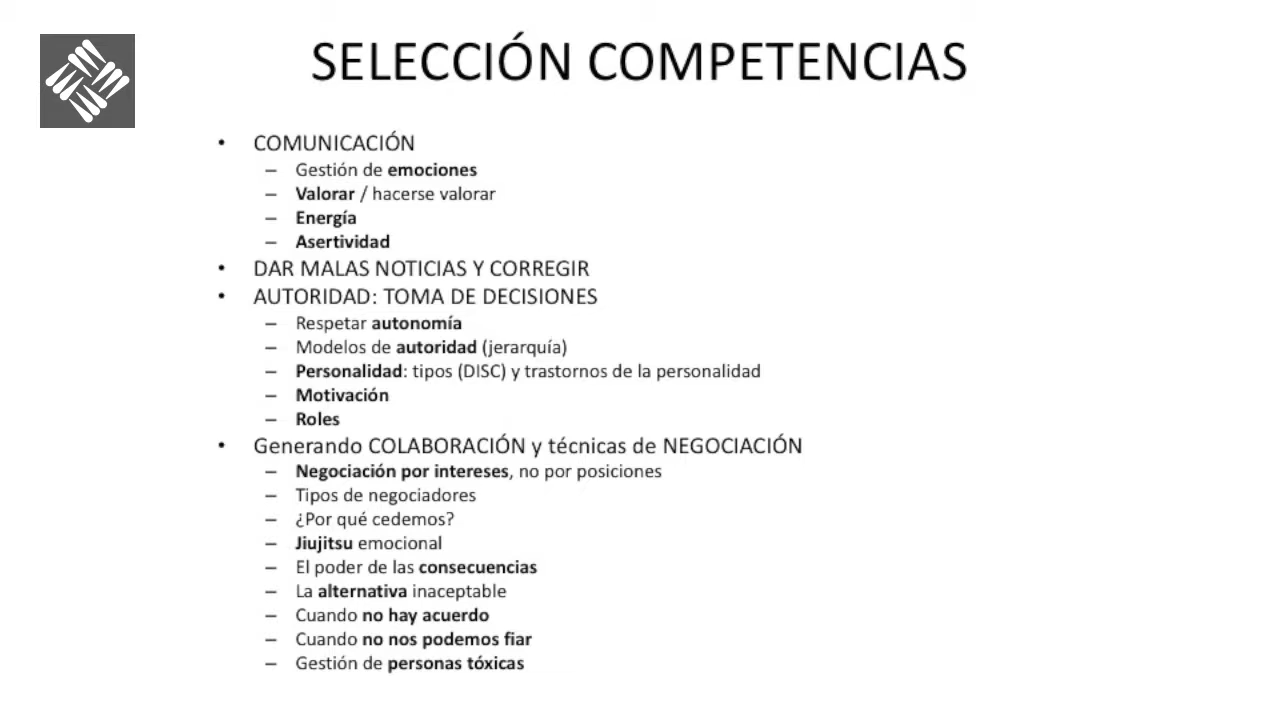 SELECCIÓN COMPETENCIAS
• COMUNICACIÓN
– Gestión de emociones
– Valorar / hacerse valorar
– Energía
– Asertividad
• DAR MALAS NOTICIAS Y CORREGIR
• AUTORIDAD: TOMA DE DECISIONES
– Respetar autonomía
– Modelos de autoridad (jerarquía)
– Personalidad: tipos (DISC) y trastornos de la personalidad
– Motivación
– Roles
• Generando COLABORACIÓN y técnicas de NEGOCIACIÓN
– Negociación por intereses, no por posiciones
– Tipos de negociadores
– ¿Por qué cedemos?
– Jiujitsu emocional
– El poder de las consecuencias
– La alternativa inaceptable
– Cuando no hay acuerdo
– Cuando no nos podemos fiar
– Gestión de personas tóxicas